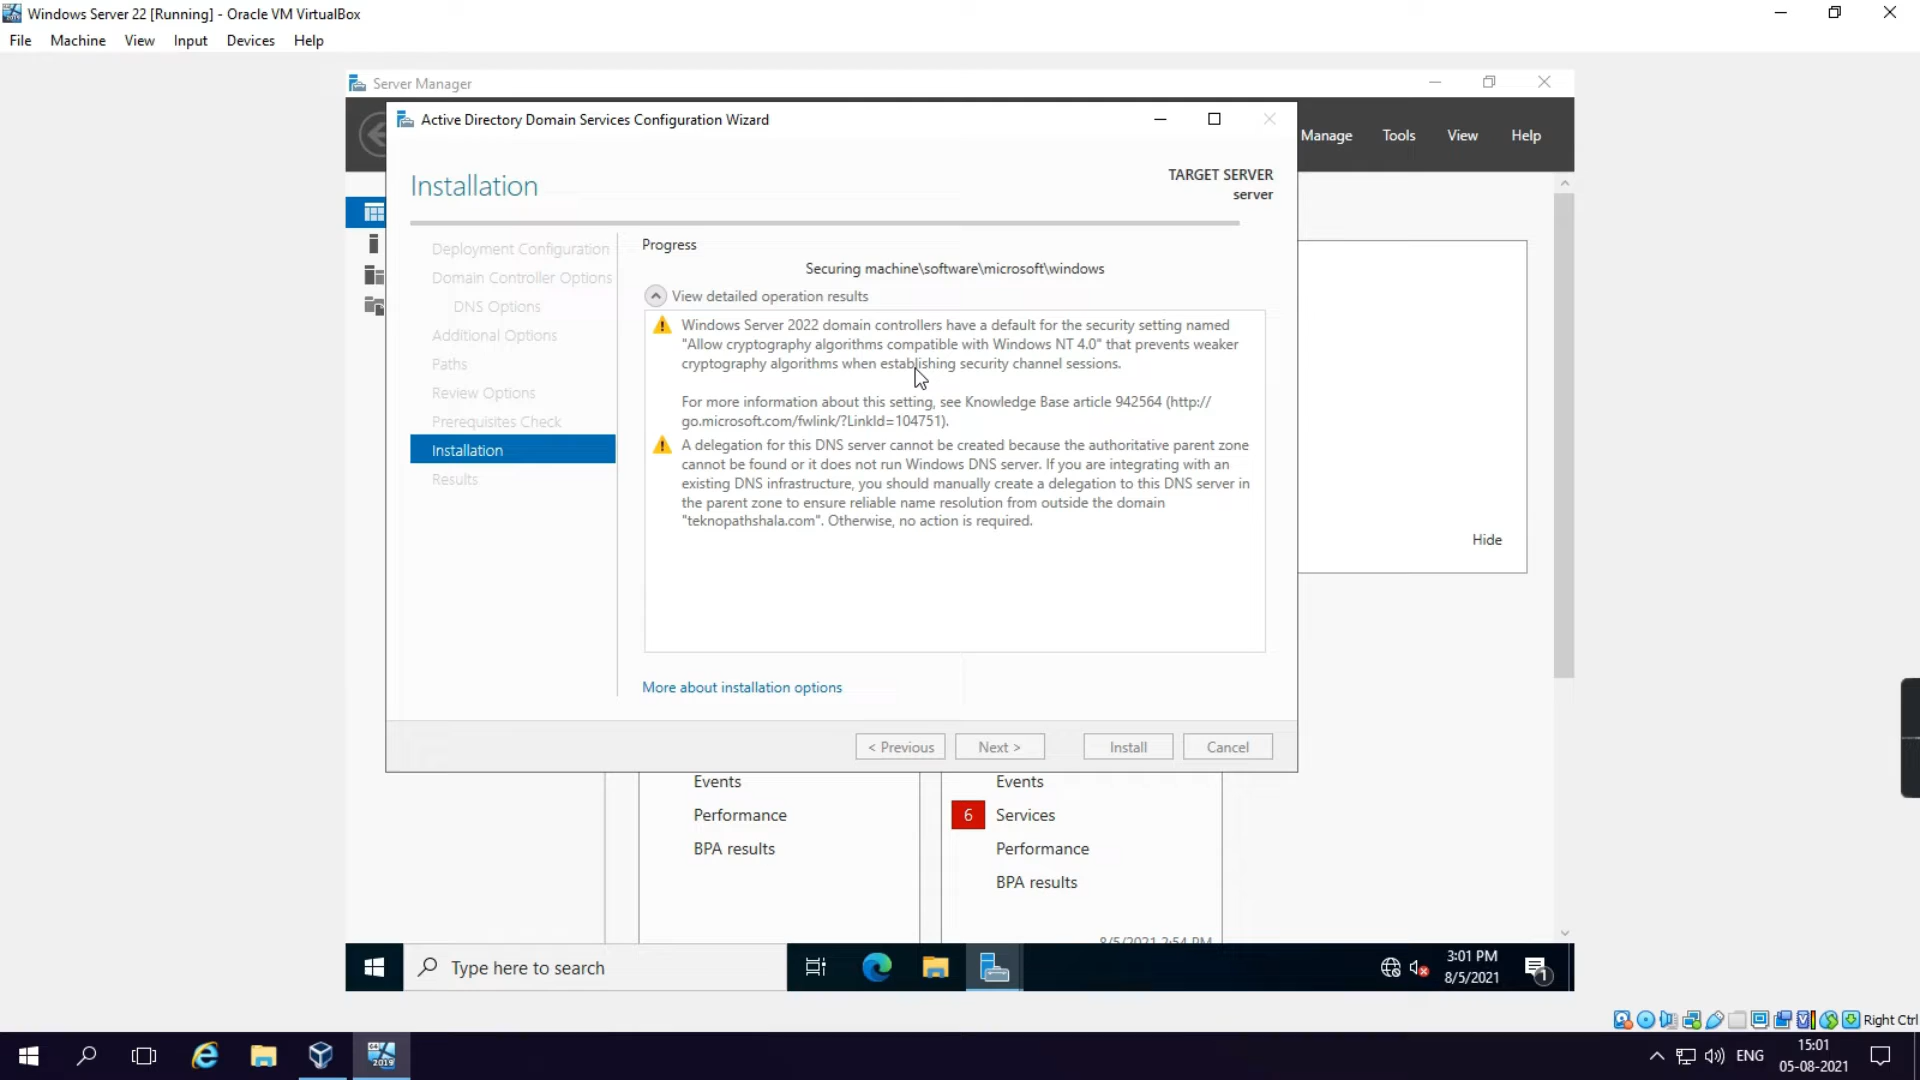 Windows Server 22 [Running] - Oracle VM VirtualBox
File Machine View Input Devices Help
Server Manager
Active Directory Domain Services Configuration Wizard
Manage Tools View Help
Installation
TARGET SERVER
server
Deployment Configuration
Domain Controller Options
DNS Options
Additional Options
Paths
Review Options
Prerequisites Check
Installation
Results
Progress
Securing machine\software\microsoft\windows
View detailed operation results
Windows Server 2022 domain controllers have a default for the security setting named
"Allow cryptography algorithms compatible with Windows NT 4.0" that prevents weaker
cryptography algorithms when establishing security channel sessions.
For more information about this setting, see Knowledge Base article 942564 (http://
go.microsoft.com/fwlink/?LinkId=104751).
A delegation for this DNS server cannot be created because the authoritative parent zone
cannot be found or it does not run Windows DNS server. If you are integrating with an
existing DNS infrastructure, you should manually create a delegation to this DNS server in
the parent zone to ensure reliable name resolution from outside the domain
"teknopathshala.com". Otherwise, no action is required.
More about installation options
< Previous Next > Install Cancel
Hide
Events
Performance
BPA results
Events
6 Services
Performance
BPA results
8/5/2021 2:54 PM
Type here to search
3:01 PM
8/5/2021
1
Right Ctrl
2019
ENG
15:01
05-08-2021